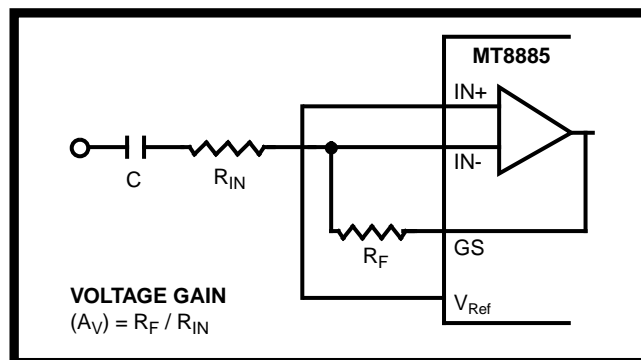 MT8885
IN+
IN-
C
R_IN
R_F
GS
V_Ref
VOLTAGE GAIN
(A_V) = R_F / R_IN